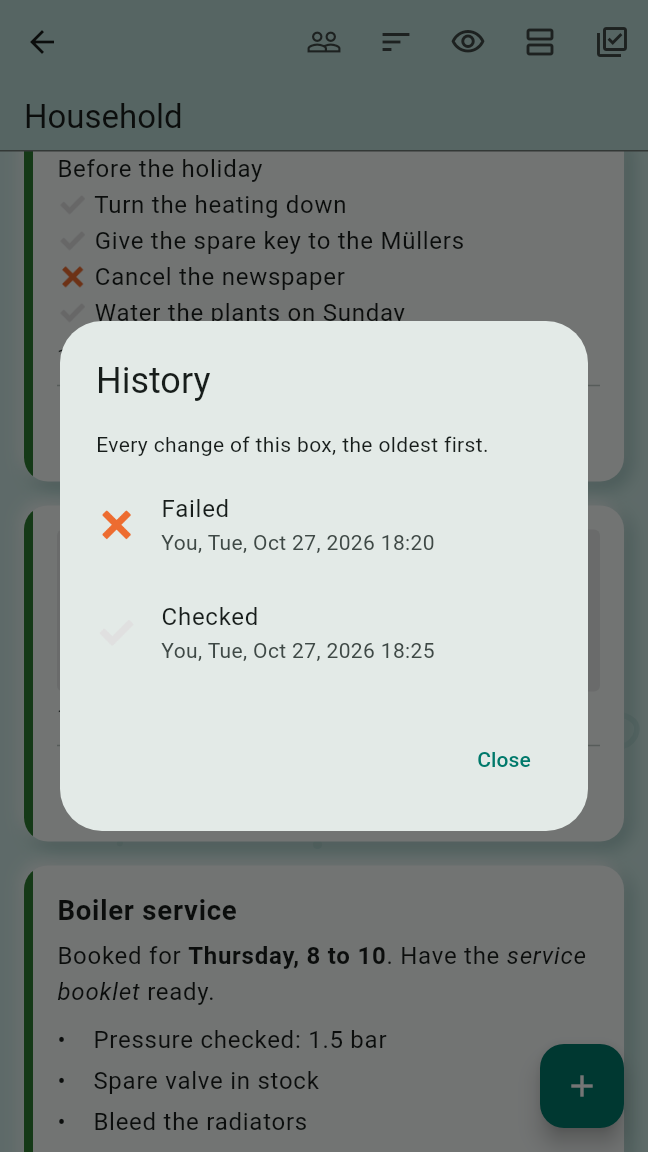 Household
Before the holiday
Turn the heating down
Give the spare key to the Müllers
Cancel the newspaper
Water the plants on Sunday
History
Every change of this box, the oldest first.
Failed
You, Tue, Oct 27, 2026 18:20
Checked
You, Tue, Oct 27, 2026 18:25
Close
Boiler service
Booked for Thursday, 8 to 10. Have the service
booklet ready.
• Pressure checked: 1.5 bar
• Spare valve in stock
• Bleed the radiators